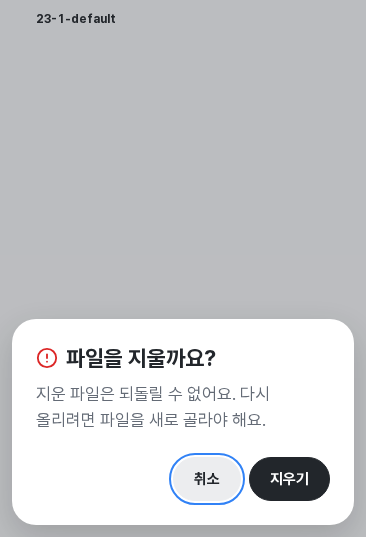 23-1-default
파일을 지울까요?
지운 파일은 되돌릴 수 없어요. 다시
올리려면 파일을 새로 골라야 해요.
취소
지우기